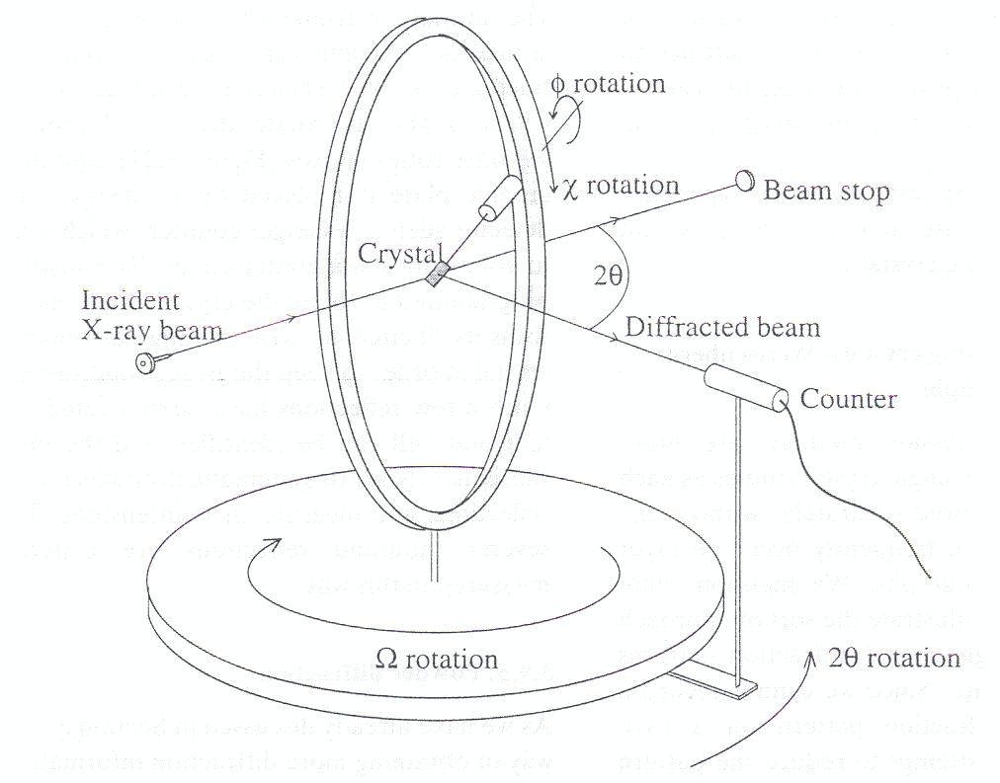 ϕ rotation
χ rotation
Beam stop
Crystal
2θ
Incident
X-ray beam
Diffracted beam
Counter
Ω rotation
2θ rotation